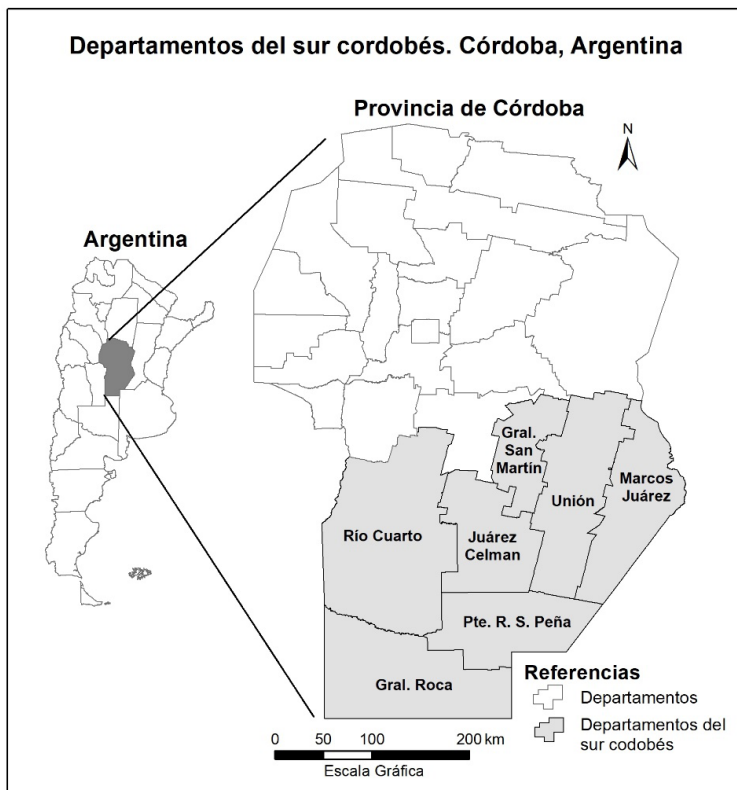 Departamentos del sur cordobés. Córdoba, Argentina
Provincia de Córdoba
N
Argentina
Gral.
San
Martín
Marcos
Juárez
Unión
Río Cuarto
Juárez
Celman
Pte. R. S. Peña
Gral. Roca
Referencias
Departamentos
Departamentos del
sur codobés
0 50 100 200 km
Escala Gráfica